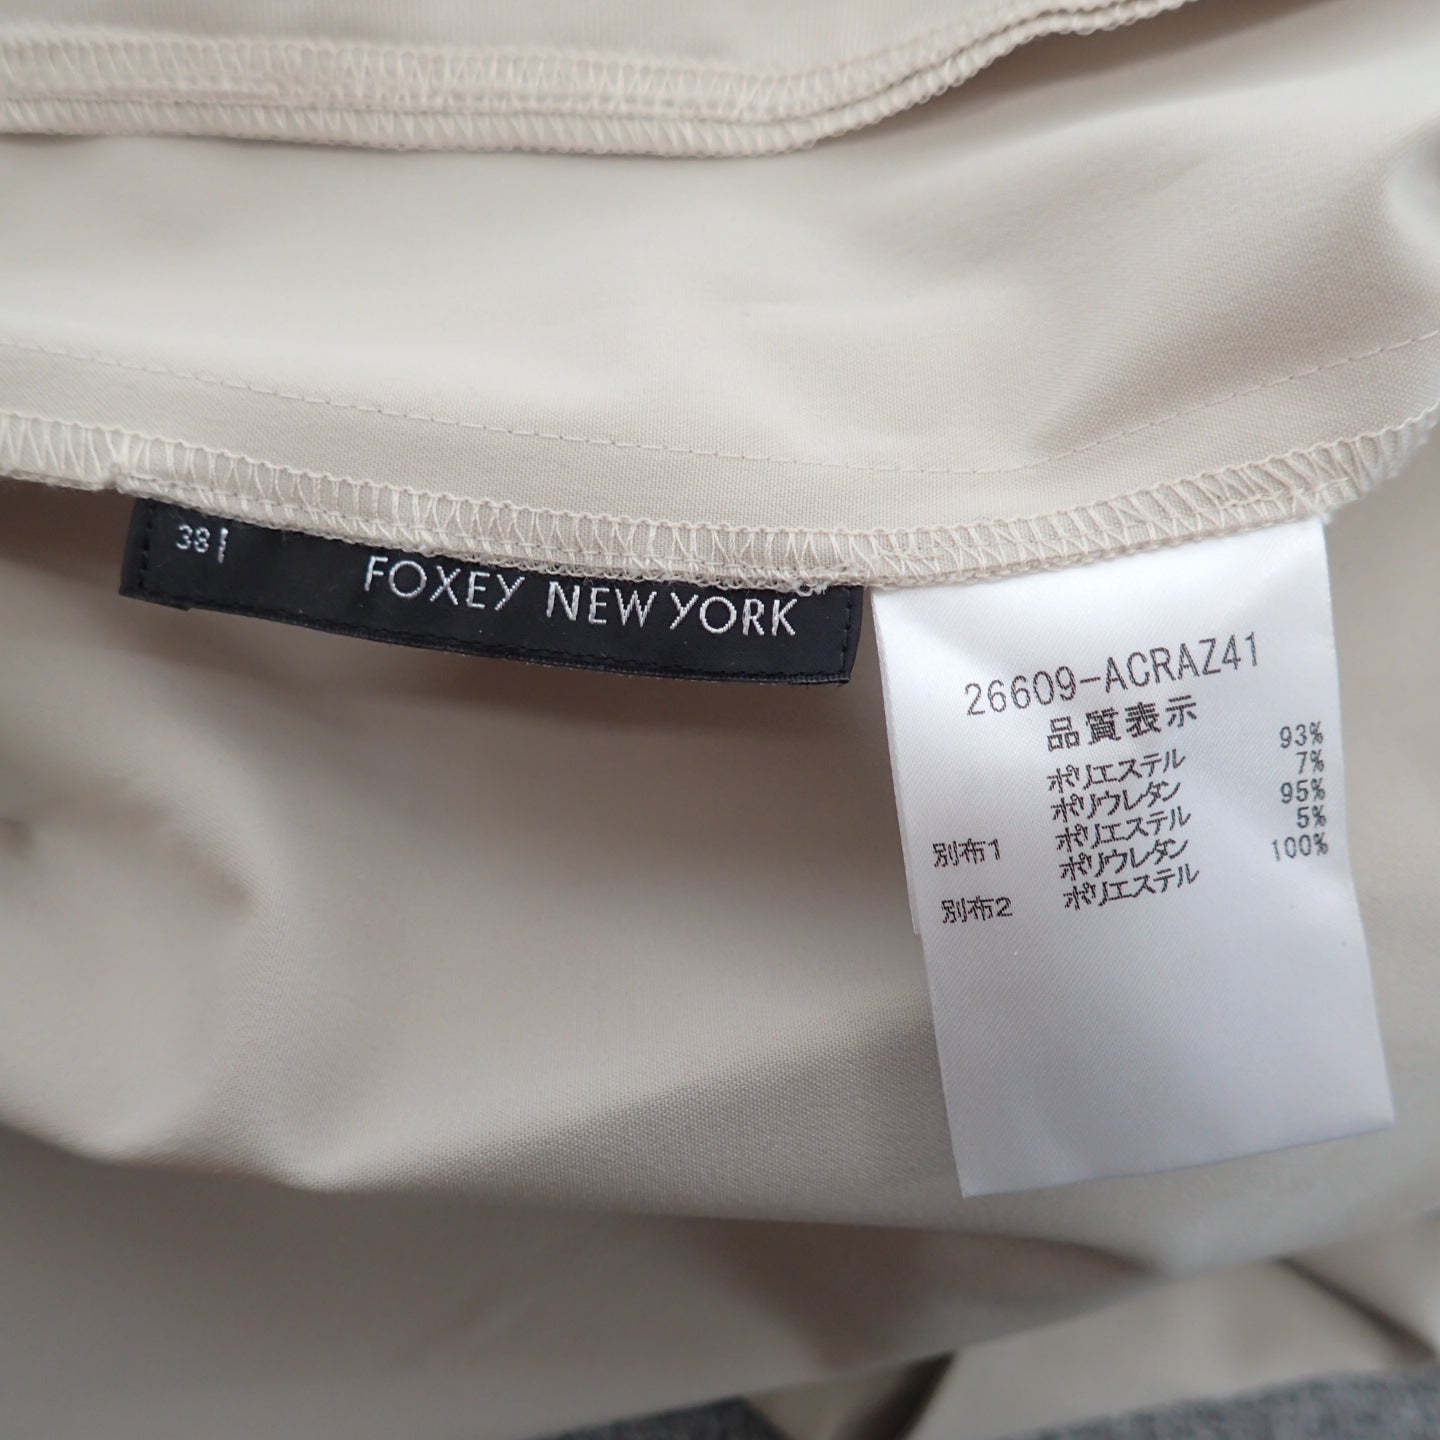 38
FOXEY NEW YORK
26609-ACRAZ41
品質表示
ポリエステル 93%
ポリウレタン 7%
別布1 ポリエステル 95%
ポリウレタン 5%
別布2 ポリエステル 100%